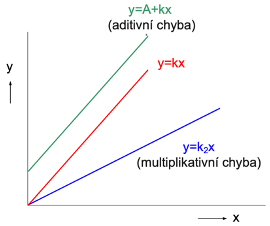 y=A+kx
(aditivní chyba)
y
y=kx
y=k₂x
(multiplikativní chyba)
x